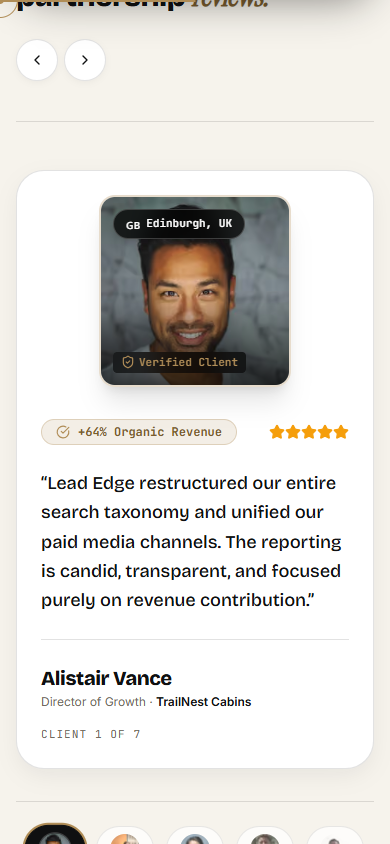 partnership reviews.
GB Edinburgh, UK
Verified Client
+64% Organic Revenue
“Lead Edge restructured our entire
search taxonomy and unified our
paid media channels. The reporting
is candid, transparent, and focused
purely on revenue contribution.”
Alistair Vance
Director of Growth · TrailNest Cabins
CLIENT 1 OF 7